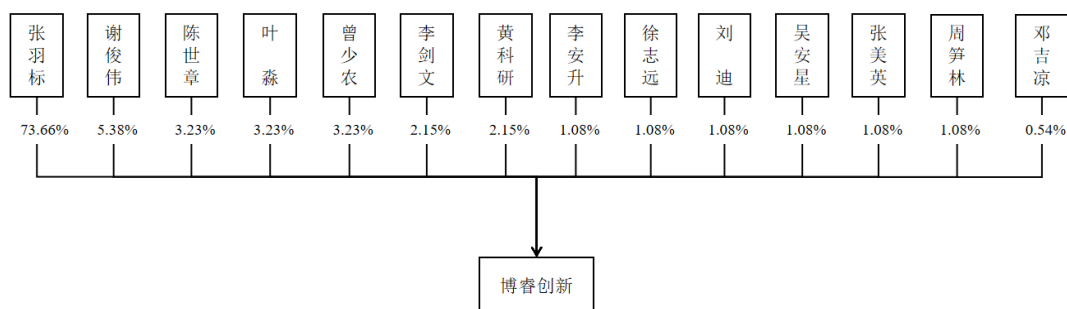 张羽标 谢俊伟 陈世章 叶淼 曾少农 李剑文 黄科研 李安升 徐志远 刘迪 吴安星 张美英 周笋林 邓吉凉
73.66% 5.38% 3.23% 3.23% 3.23% 2.15% 2.15% 1.08% 1.08% 1.08% 1.08% 1.08% 1.08% 0.54%
博睿创新